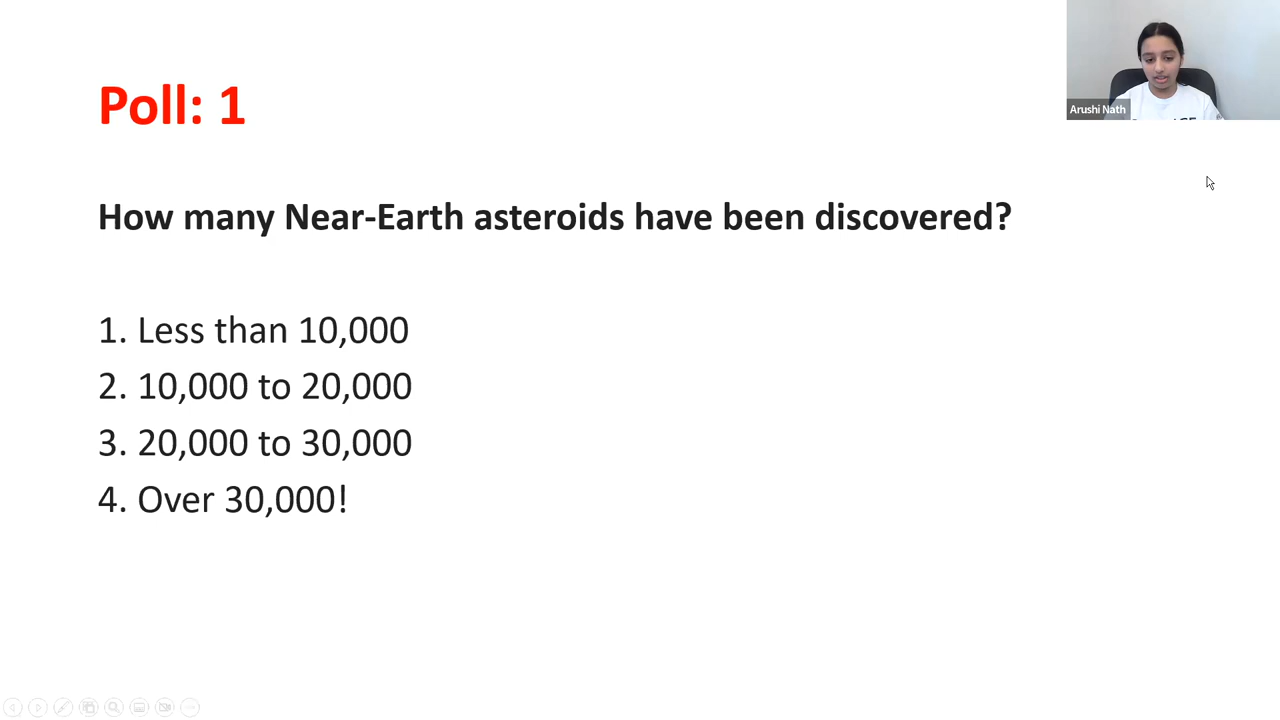 Poll: 1
How many Near-Earth asteroids have been discovered?
1. Less than 10,000
2. 10,000 to 20,000
3. 20,000 to 30,000
4. Over 30,000!
Arushi Nath